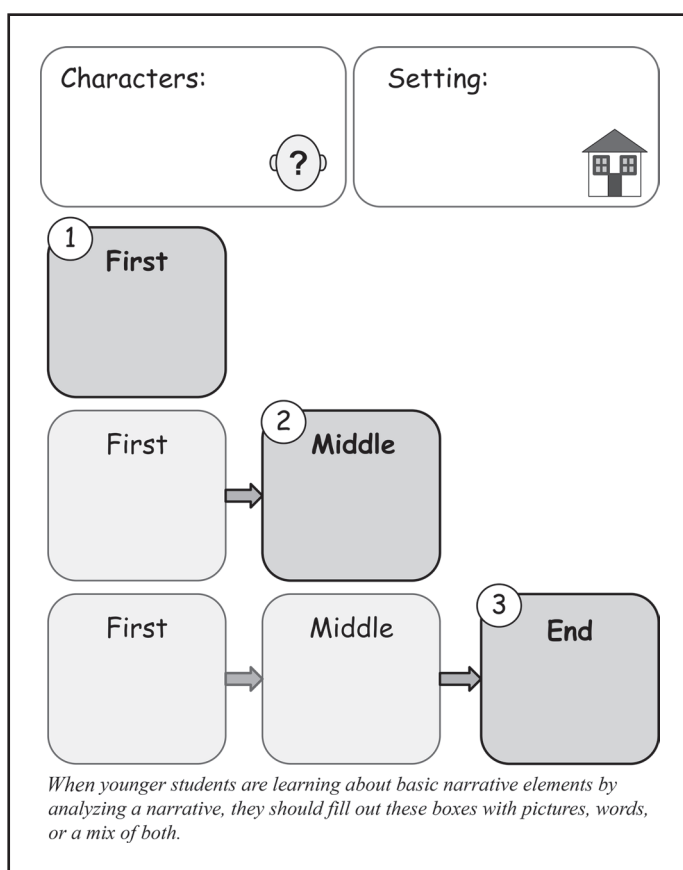 Characters:
Setting:
?
1
First
First
2
Middle
First
Middle
3
End
When younger students are learning about basic narrative elements by
analyzing a narrative, they should fill out these boxes with pictures, words,
or a mix of both.